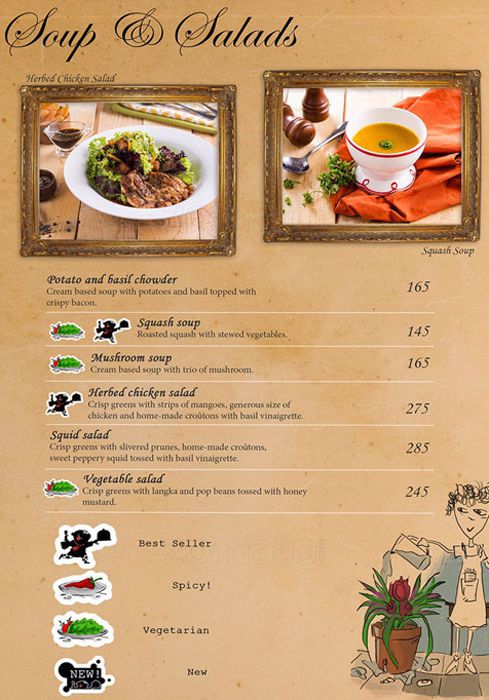 Soup & Salads
Herbed Chicken Salad
Squash Soup
Potato and basil chowder
Cream based soup with potatoes and basil topped with
crispy bacon.
165
Squash soup
Roasted squash with stewed vegetables.
145
Mushroom soup
Cream based soup with trio of mushroom.
165
Herbed chicken salad
Crisp greens with strips of mangoes, generous size of
chicken and home-made croûtons with basil vinaigrette.
275
Squid salad
Crisp greens with slivered prunes, home-made croûtons,
sweet peppery squid tossed with basil vinaigrette.
285
Vegetable salad
Crisp greens with langka and pop beans tossed with honey
mustard.
245
Best Seller
Spicy!
Vegetarian
NEW!
New
zomato